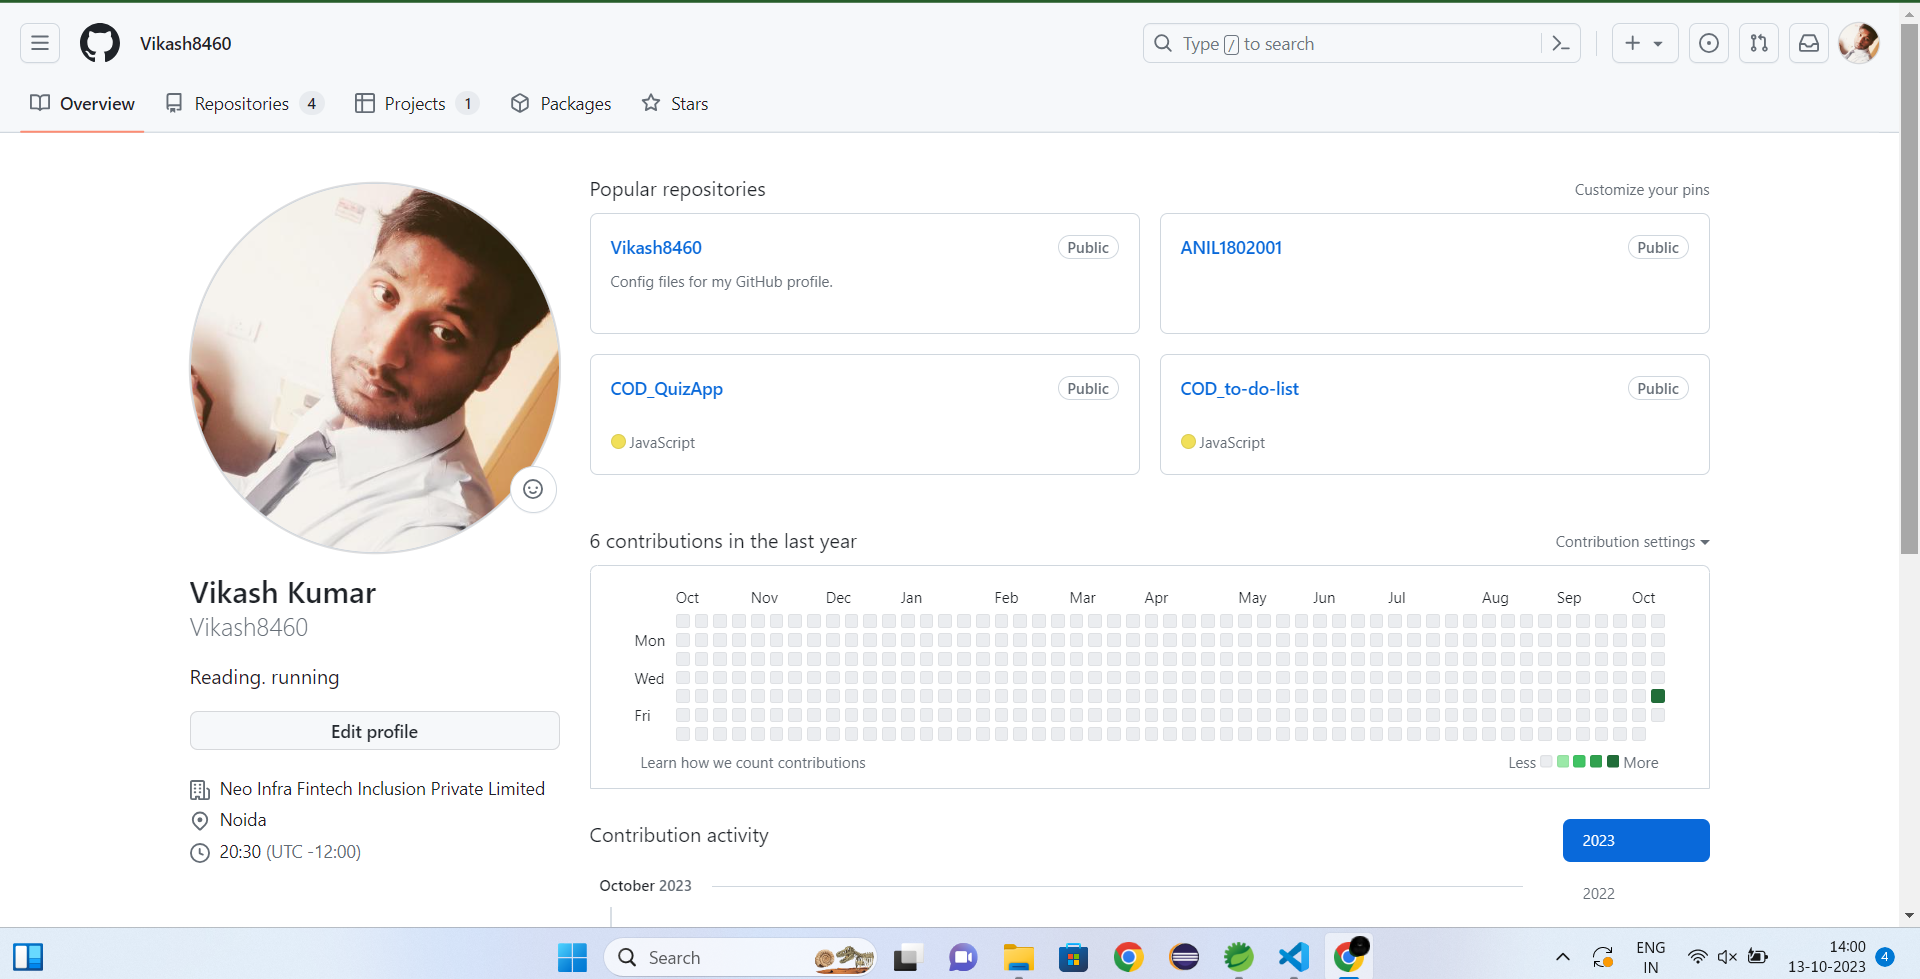 Vikash8460
Type / to search
Overview
Repositories 4
Projects 1
Packages
Stars
Popular repositories
Customize your pins
Vikash8460
Public
Config files for my GitHub profile.
ANIL1802001
Public
COD_QuizApp
Public
JavaScript
COD_to-do-list
Public
JavaScript
6 contributions in the last year
Contribution settings
Oct Nov Dec Jan Feb Mar Apr May Jun Jul Aug Sep Oct
Mon
Wed
Fri
Learn how we count contributions
Less More
Vikash Kumar
Vikash8460
Reading. running
Edit profile
Neo Infra Fintech Inclusion Private Limited
Noida
20:30 (UTC -12:00)
Contribution activity
2023
2022
October 2023
Search
ENG
IN
14:00
13-10-2023
4